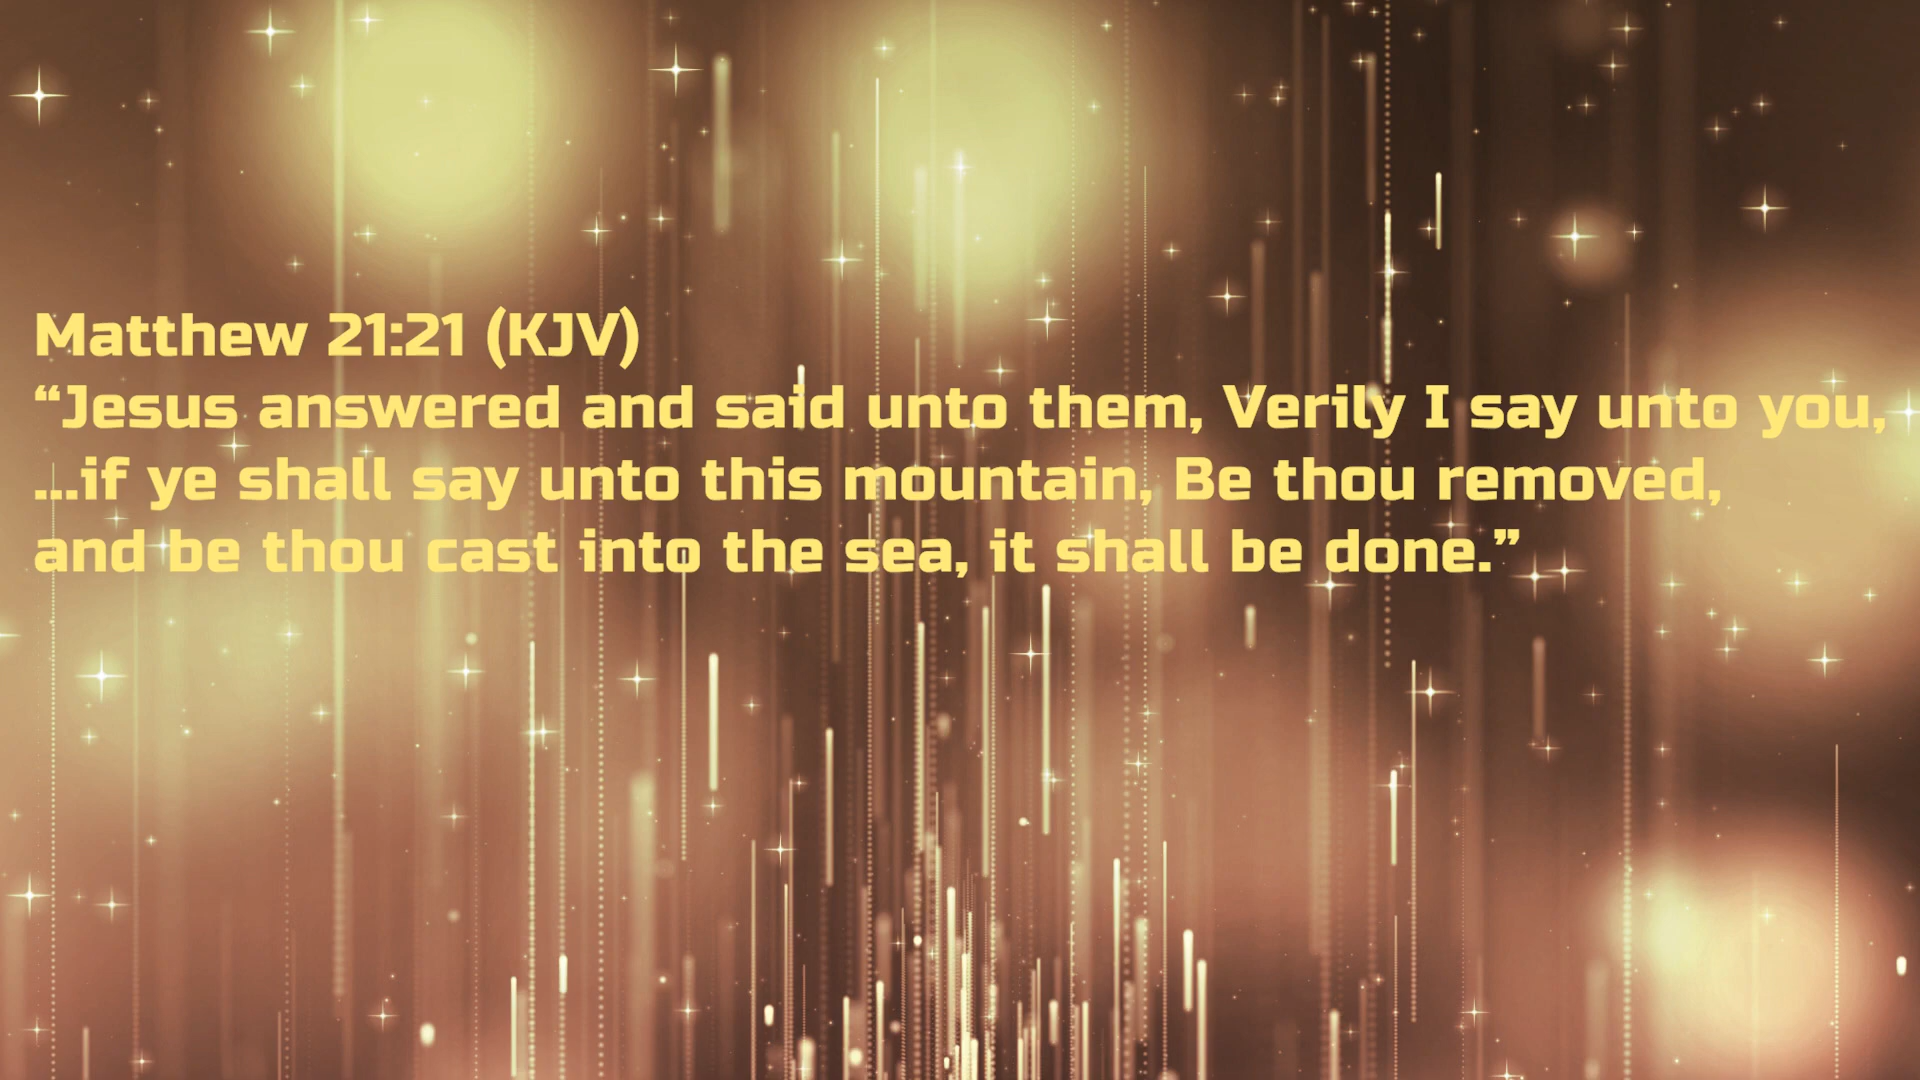 Matthew 21:21 (KJV)
“Jesus answered and said unto them, Verily I say unto you,
...if ye shall say unto this mountain, Be thou removed,
and be thou cast into the sea, it shall be done.”